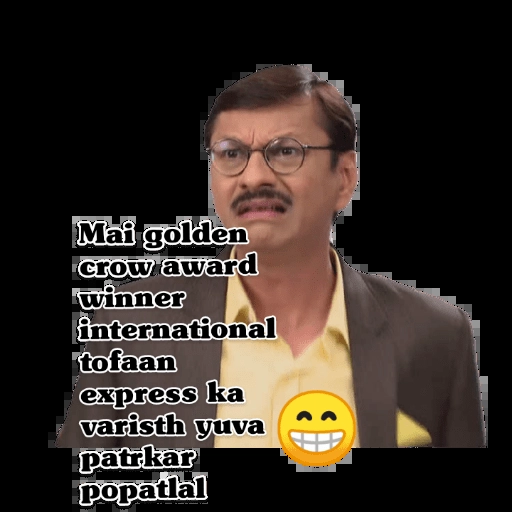 Mai golden
crow award
winner
international
tofaan
express ka
varisth yuva
patrkar
popatlal